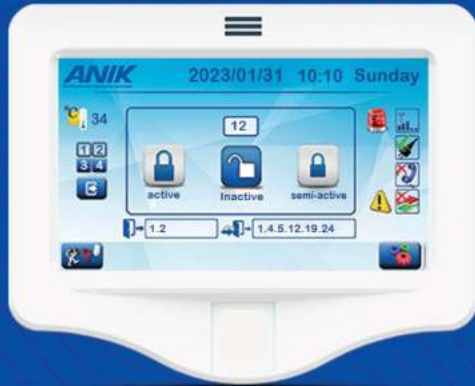 ANIK 2023/01/31 10:10 Sunday
°C 34
12
1 2
3 4
active Inactive semi-active
1.2 1.4.5.12.19.24